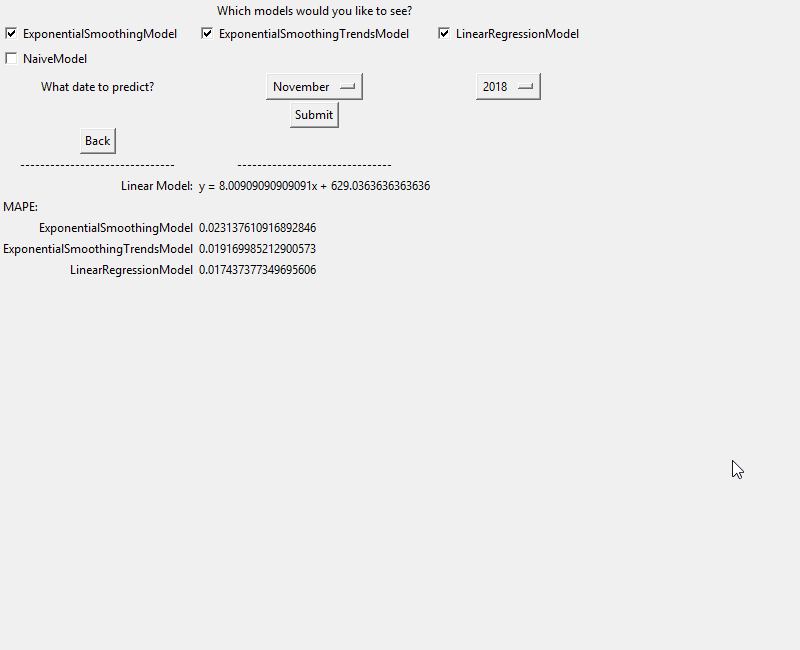 Which models would you like to see?
ExponentialSmoothingModel ExponentialSmoothingTrendsModel LinearRegressionModel
NaiveModel
What date to predict? November 2018
Submit
Back
------------------------------- -------------------------------
Linear Model: y = 8.00909090909091x + 629.0363636363636
MAPE:
ExponentialSmoothingModel 0.023137610916892846
ExponentialSmoothingTrendsModel 0.019169985212900573
LinearRegressionModel 0.017437377349695606